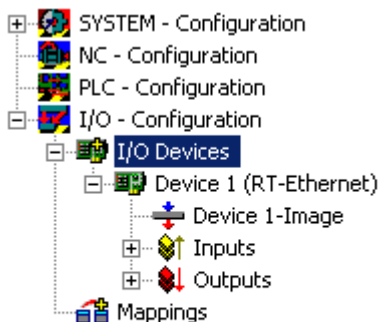 SYSTEM - Configuration
NC - Configuration
PLC - Configuration
I/O - Configuration
I/O Devices
Device 1 (RT-Ethernet)
Device 1-Image
Inputs
Outputs
Mappings